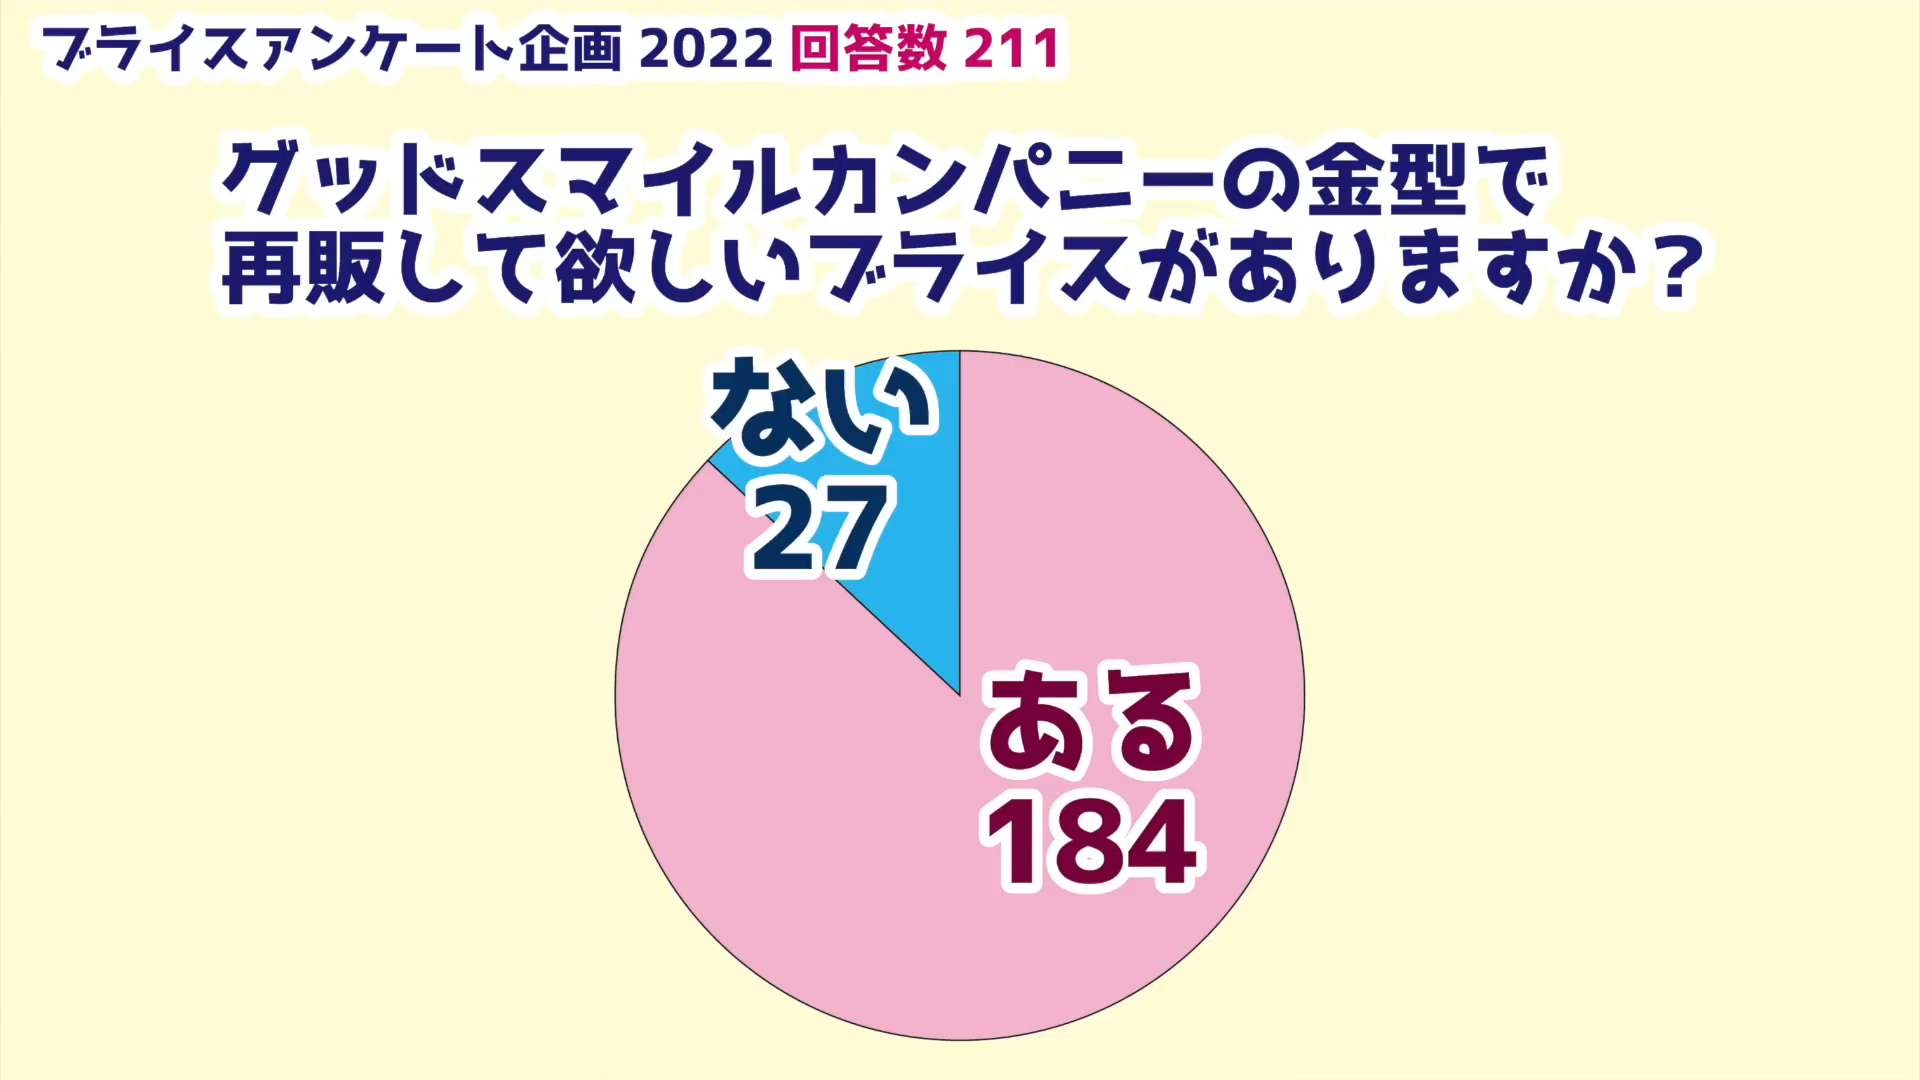 ブライスアンケート企画 2022 回答数 211
グッドスマイルカンパニーの金型で
再販して欲しいブライスがありますか？
ない
27
ある
184